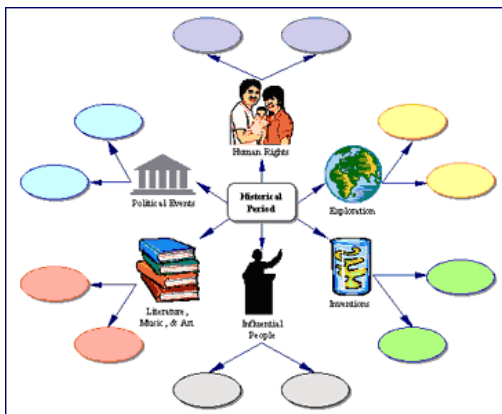 Human Rights
Political Events
Historical
Period
Exploration
Literature,
Music, & Art
Influential
People
Inventions